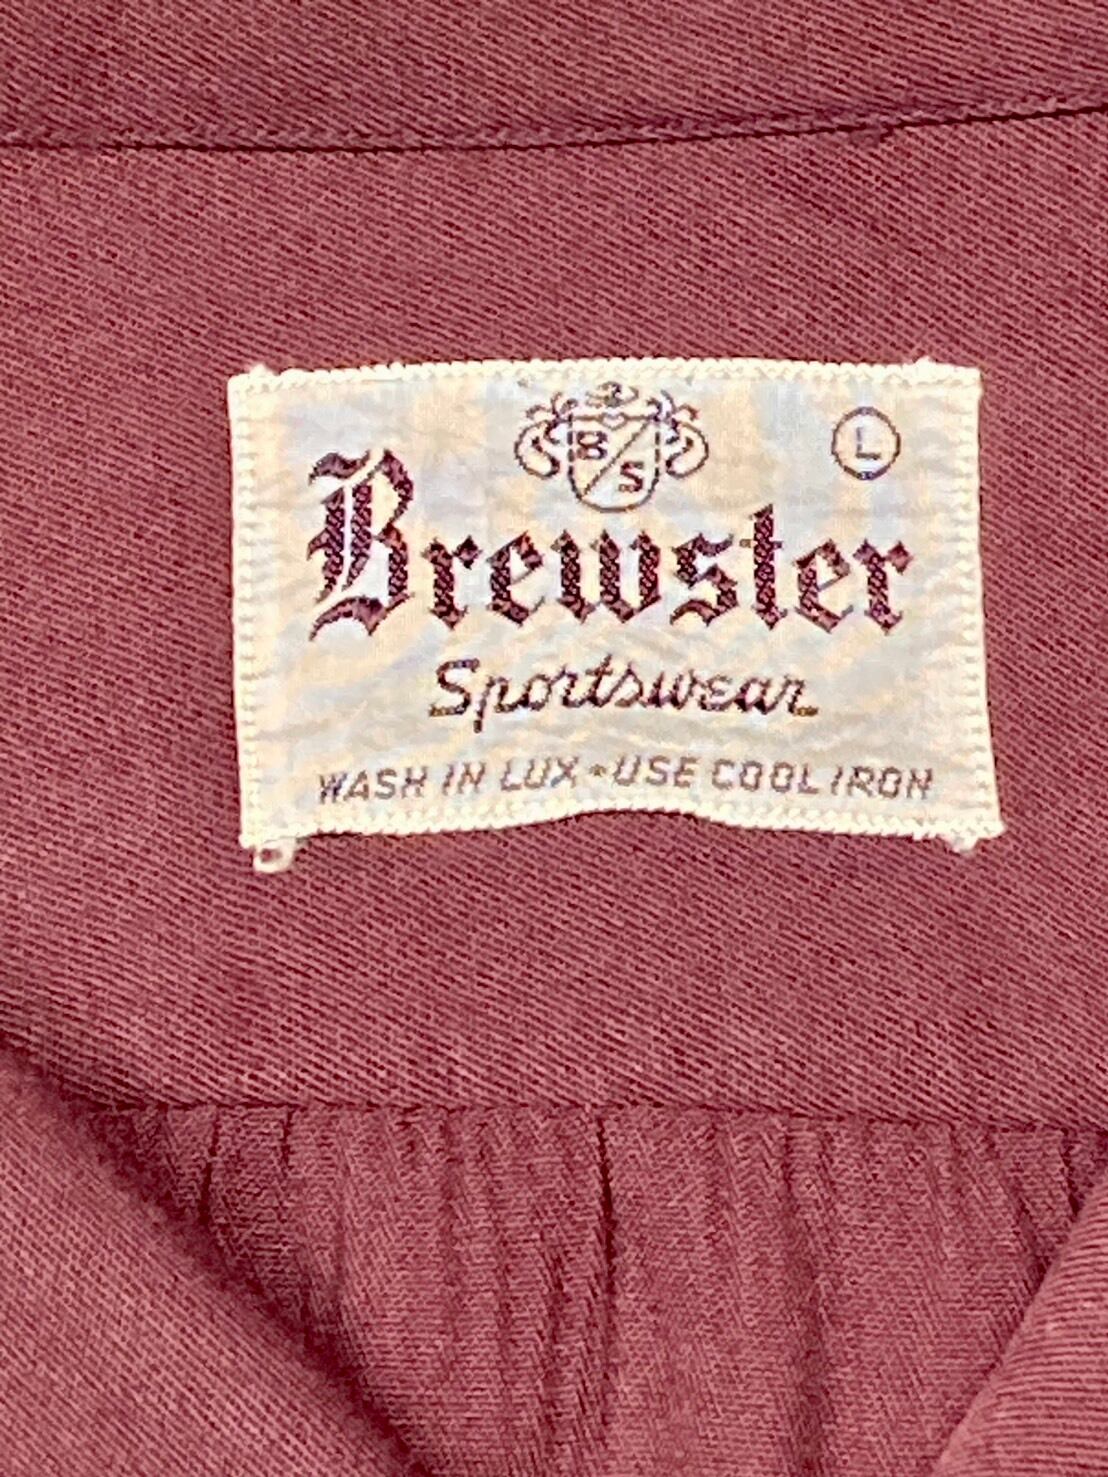 B S
L
Brewster
Sportswear
WASH IN LUX • USE COOL IRON